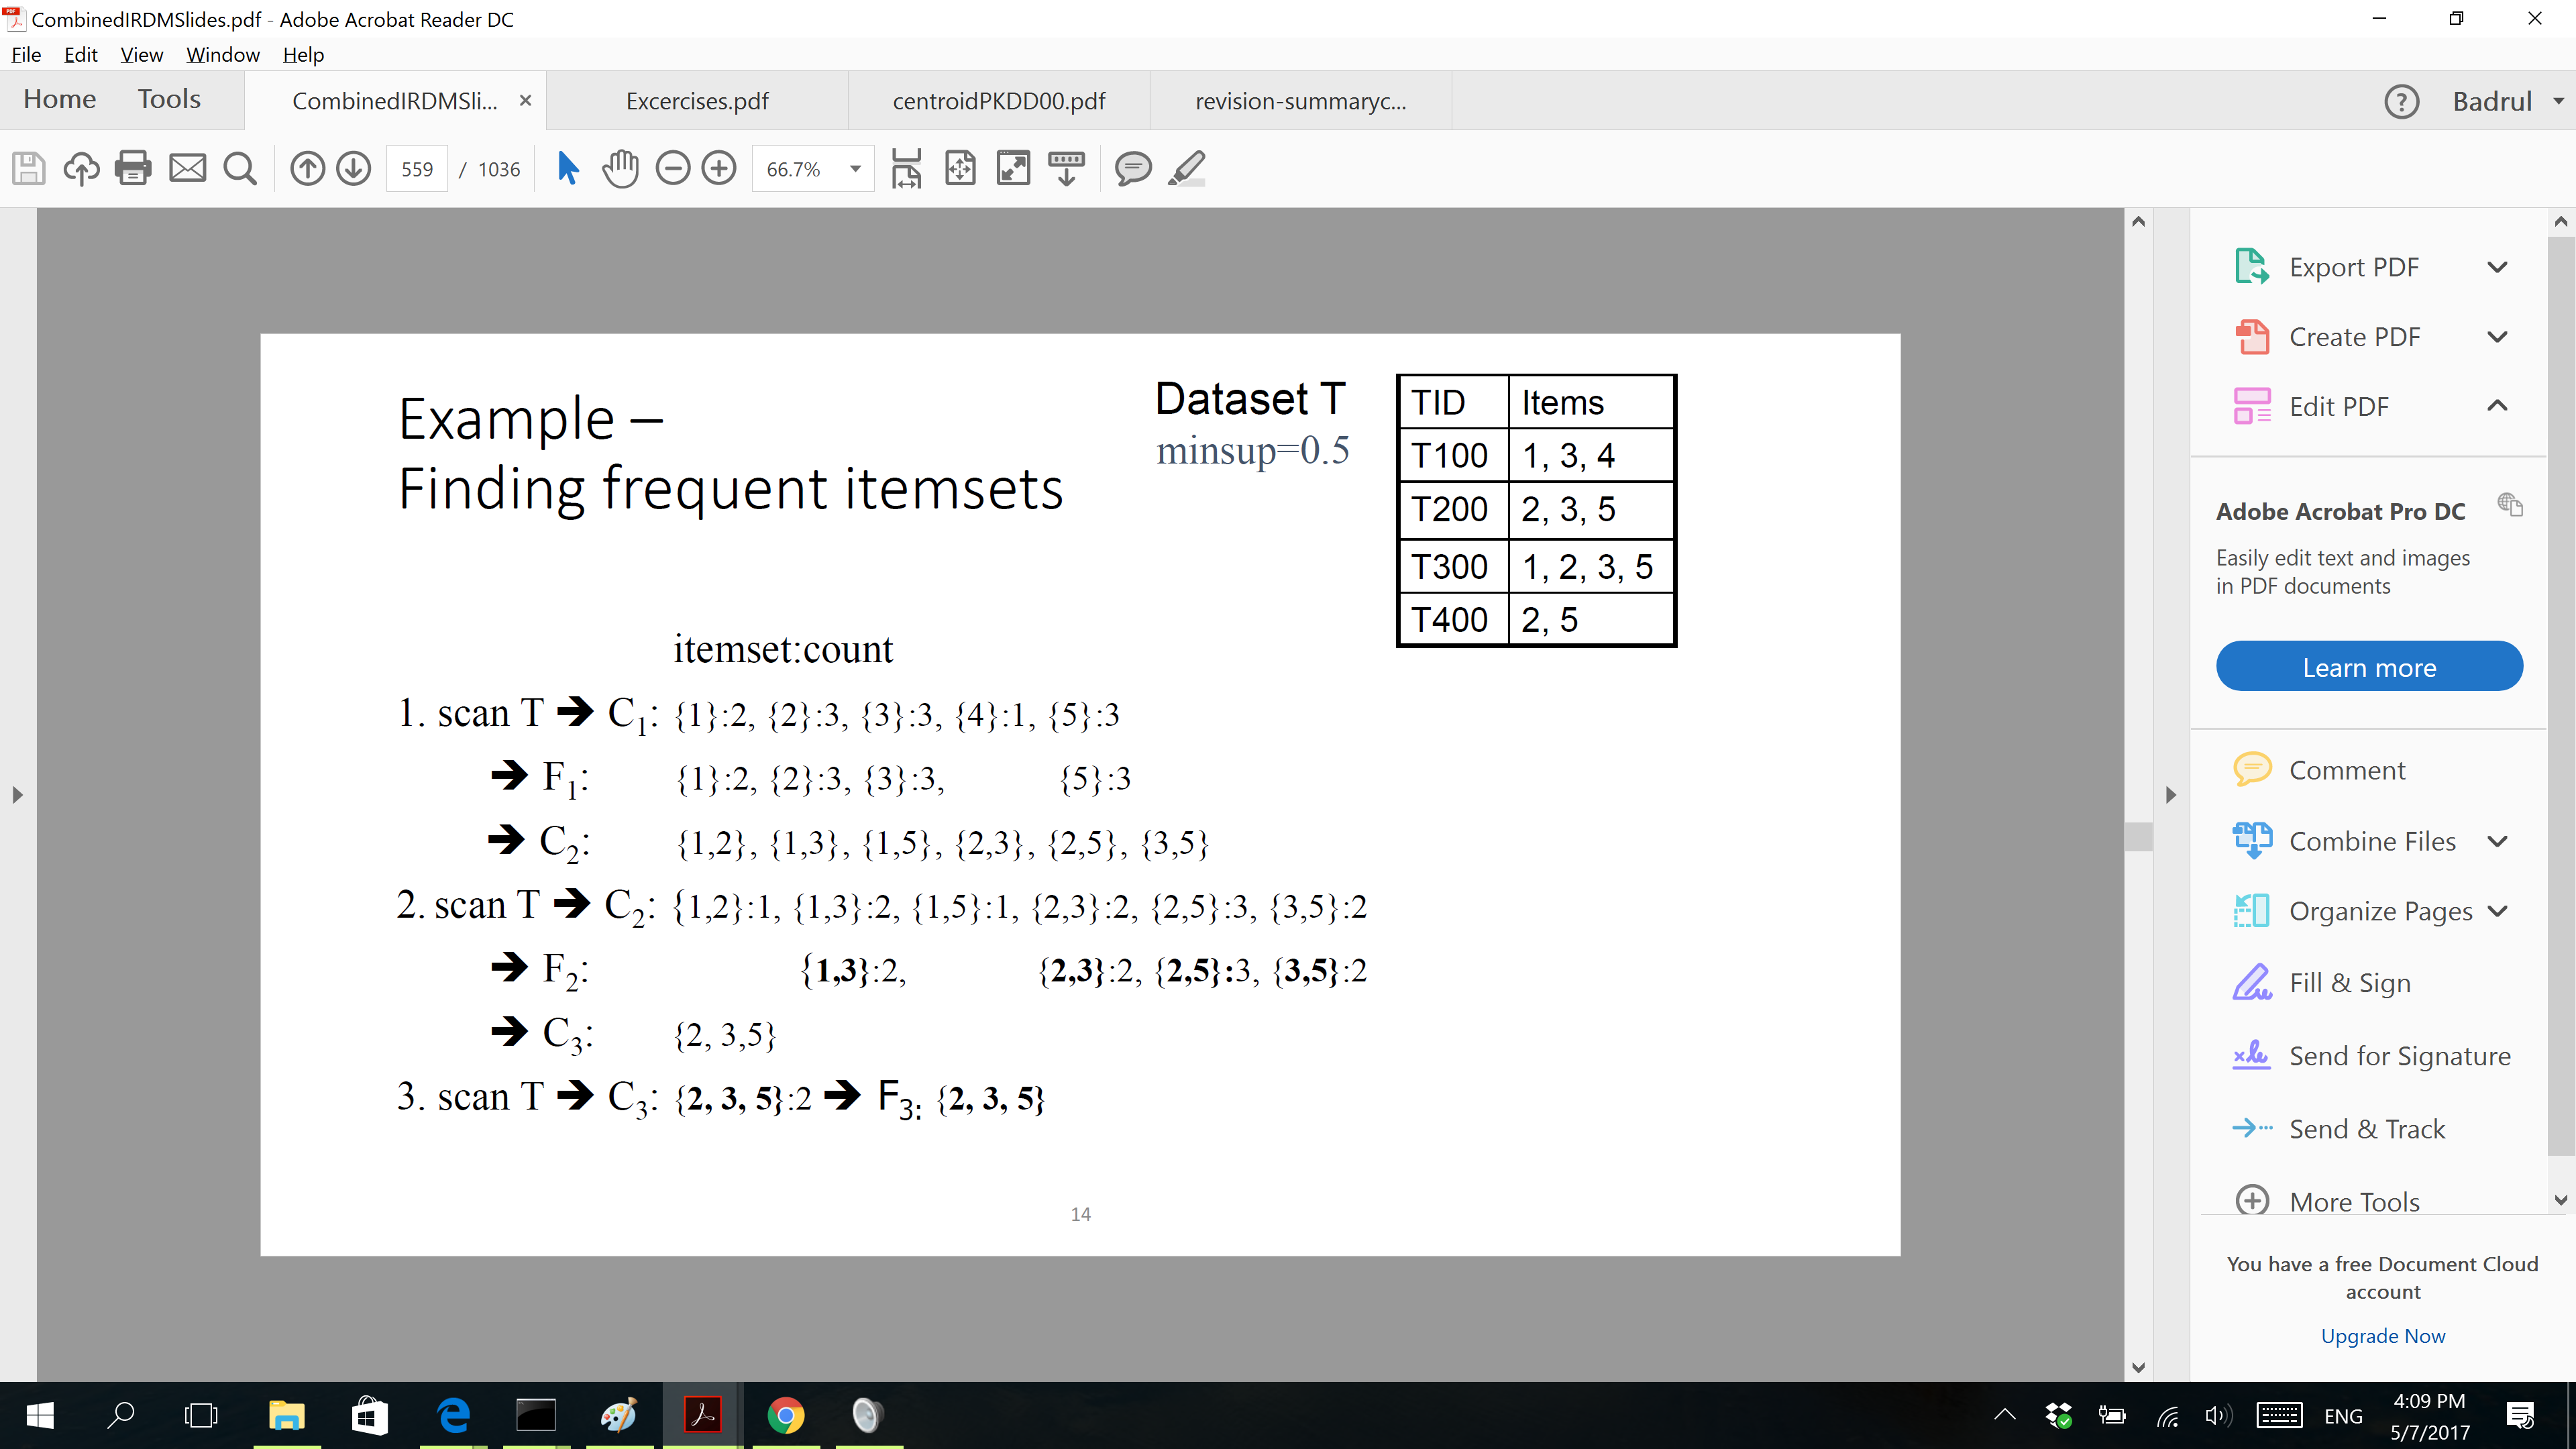 CombinedIRDMSlides.pdf - Adobe Acrobat Reader DC
File Edit View Window Help
Home Tools CombinedIRDMSli... × Excercises.pdf centroidPKDD00.pdf revision-summaryc... ? Badrul
559 / 1036 66.7%
Example –
Finding frequent itemsets
Dataset T
minsup=0.5
TID Items
T100 1, 3, 4
T200 2, 3, 5
T300 1, 2, 3, 5
T400 2, 5
itemset:count
1. scan T ➔ C1: {1}:2, {2}:3, {3}:3, {4}:1, {5}:3
➔ F1: {1}:2, {2}:3, {3}:3, {5}:3
➔ C2: {1,2}, {1,3}, {1,5}, {2,3}, {2,5}, {3,5}
2. scan T ➔ C2: {1,2}:1, {1,3}:2, {1,5}:1, {2,3}:2, {2,5}:3, {3,5}:2
➔ F2: {1,3}:2, {2,3}:2, {2,5}:3, {3,5}:2
➔ C3: {2, 3,5}
3. scan T ➔ C3: {2, 3, 5}:2 ➔ F3: {2, 3, 5}
14
Export PDF
Create PDF
Edit PDF
Adobe Acrobat Pro DC
Easily edit text and images
in PDF documents
Learn more
Comment
Combine Files
Organize Pages
Fill & Sign
Send for Signature
Send & Track
More Tools
You have a free Document Cloud
account
Upgrade Now
ENG
4:09 PM
5/7/2017